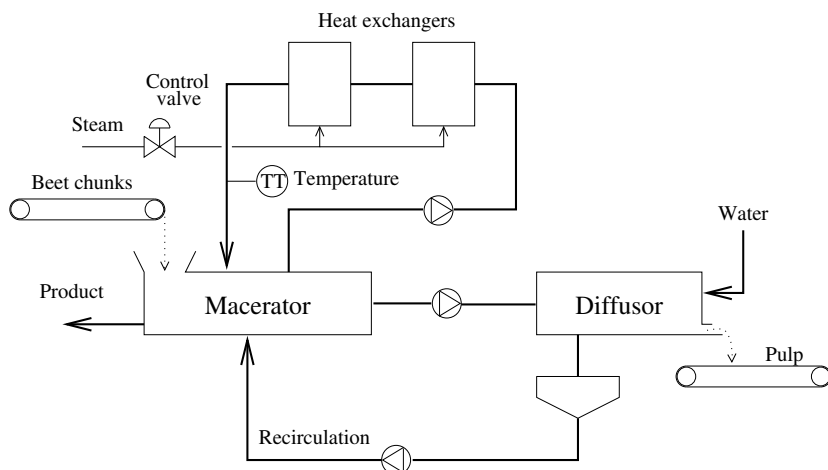 Heat exchangers
Control
valve
Steam
TT
Temperature
Beet chunks
Water
Product
Macerator
Diffusor
Pulp
Recirculation